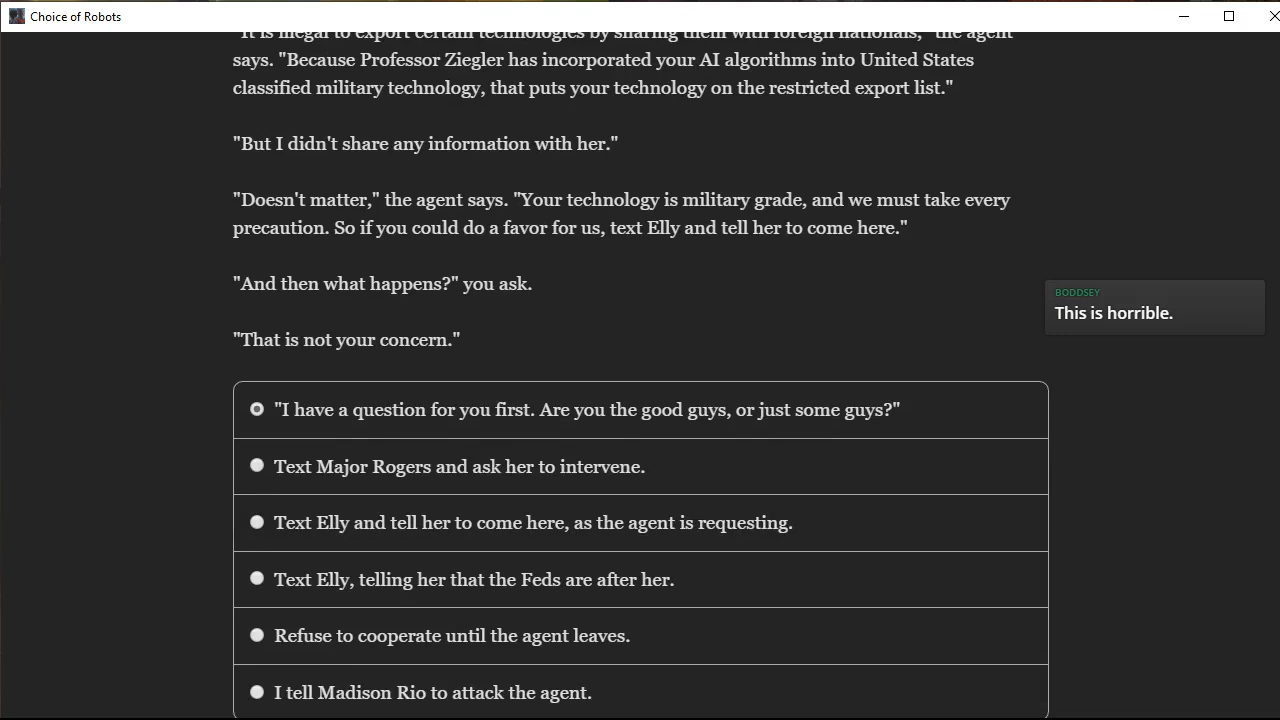 Choice of Robots
"It is illegal to export certain technologies by sharing them with foreign nationals," the agent
says. "Because Professor Ziegler has incorporated your AI algorithms into United States
classified military technology, that puts your technology on the restricted export list."
"But I didn't share any information with her."
"Doesn't matter," the agent says. "Your technology is military grade, and we must take every
precaution. So if you could do a favor for us, text Elly and tell her to come here."
"And then what happens?" you ask.
BODDSEY
This is horrible.
"That is not your concern."
"I have a question for you first. Are you the good guys, or just some guys?"
Text Major Rogers and ask her to intervene.
Text Elly and tell her to come here, as the agent is requesting.
Text Elly, telling her that the Feds are after her.
Refuse to cooperate until the agent leaves.
I tell Madison Rio to attack the agent.